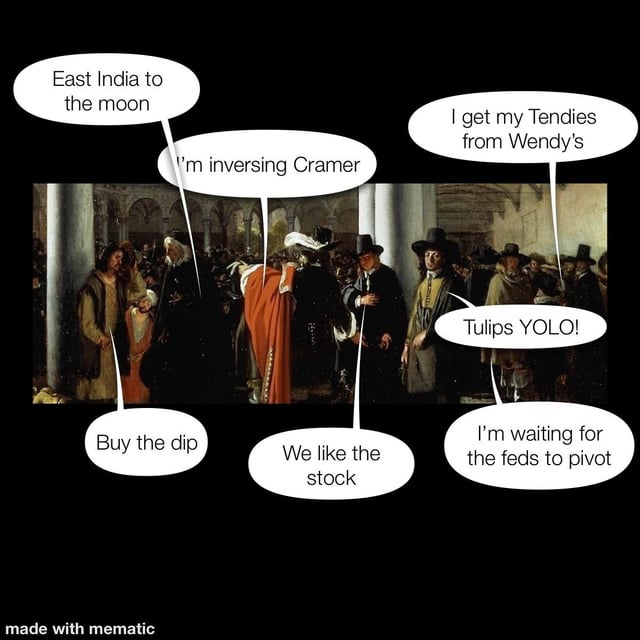 East India to
the moon
I'm inversing Cramer
I get my Tendies
from Wendy's
Tulips YOLO!
Buy the dip
We like the
stock
I'm waiting for
the feds to pivot
made with mematic